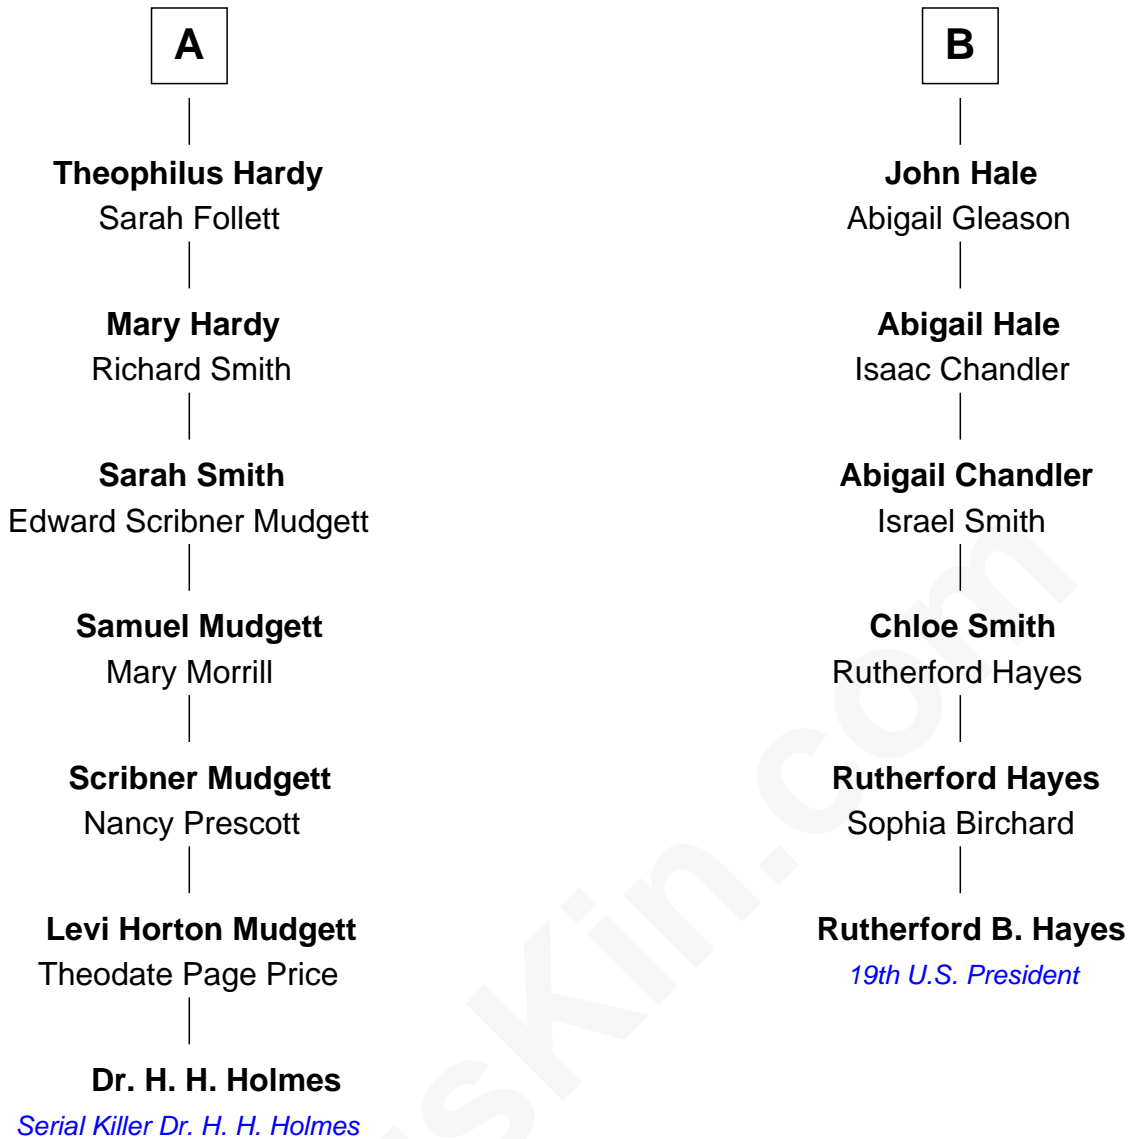 A
Theophilus Hardy
Sarah Follett
Mary Hardy
Richard Smith
Sarah Smith
Edward Scribner Mudgett
Samuel Mudgett
Mary Morrill
Scribner Mudgett
Nancy Prescott
Levi Horton Mudgett
Theodate Page Price
Dr. H. H. Holmes
Serial Killer Dr. H. H. Holmes
B
John Hale
Abigail Gleason
Abigail Hale
Isaac Chandler
Abigail Chandler
Israel Smith
Chloe Smith
Rutherford Hayes
Rutherford Hayes
Sophia Birchard
Rutherford B. Hayes
19th U.S. President
usKin.com